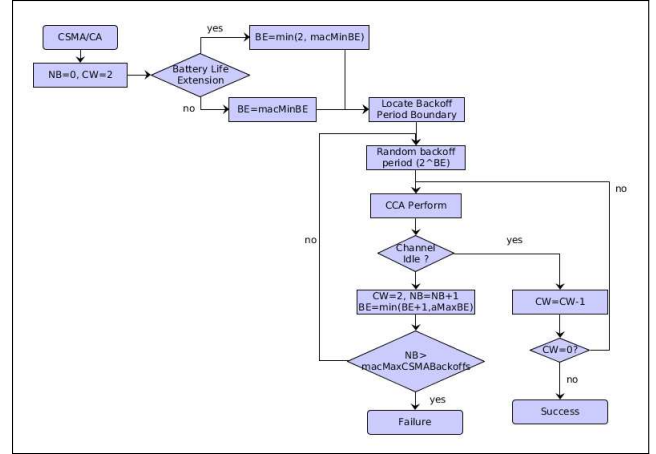 CSMA/CA
yes
BE=min(2, macMinBE)
NB=0, CW=2
Battery Life
Extension
no
BE=macMinBE
Locate Backoff
Period Boundary
Random backoff
period (2^BE)
no
CCA Perform
no
Channel
Idle ?
yes
CW=2, NB=NB+1
BE=min(BE+1,aMaxBE)
CW=CW-1
NB>
macMaxCSMABackoffs
CW=0?
no
yes
Failure
Success